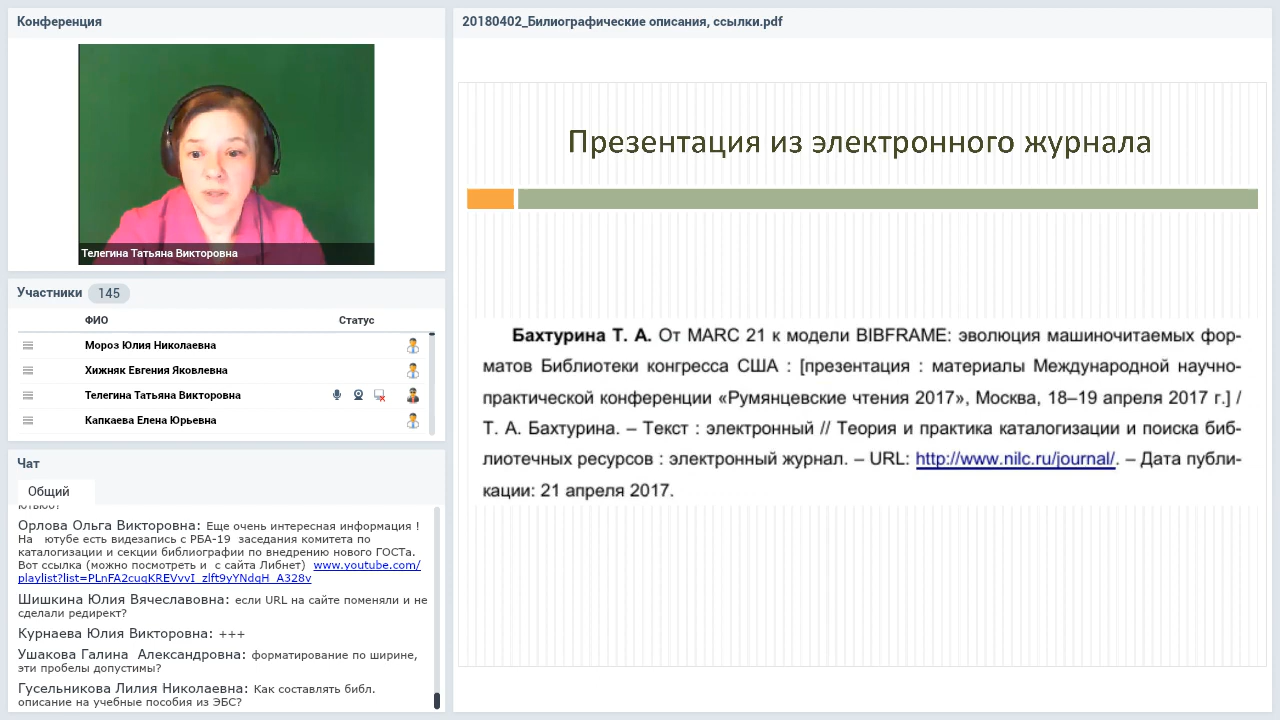 Конференция
Телегина Татьяна Викторовна
Участники 145
ФИО Статус
Мороз Юлия Николаевна
Хижняк Евгения Яковлевна
Телегина Татьяна Викторовна
Капкаева Елена Юрьевна
Чат
Общий
Орлова Ольга Викторовна: Еще очень интересная информация !
На ютубе есть видезапись с РБА-19 заседания комитета по
каталогизации и секции библиографии по внедрению нового ГОСТа.
Вот ссылка (можно посмотреть и с сайта Либнет) www.youtube.com/
playlist?list=PLnFA2cuqKREVvvI_zlft9yYNdqH_A328v
Шишкина Юлия Вячеславовна: если URL на сайте поменяли и не
сделали редирект?
Курнаева Юлия Викторовна: +++
Ушакова Галина Александровна: форматирование по ширине,
эти пробелы допустимы?
Гусельникова Лилия Николаевна: Как составлять библ.
описание на учебные пособия из ЭБС?
20180402_Билиографические описания, ссылки.pdf
Презентация из электронного журнала
Бахтурина Т. А. От MARC 21 к модели BIBFRAME: эволюция машиночитаемых фор-
матов Библиотеки конгресса США : [презентация : материалы Международной научно-
практической конференции «Румянцевские чтения 2017», Москва, 18–19 апреля 2017 г.] /
Т. А. Бахтурина. – Текст : электронный // Теория и практика каталогизации и поиска биб-
лиотечных ресурсов : электронный журнал. – URL: http://www.nilc.ru/journal/. – Дата публи-
кации: 21 апреля 2017.